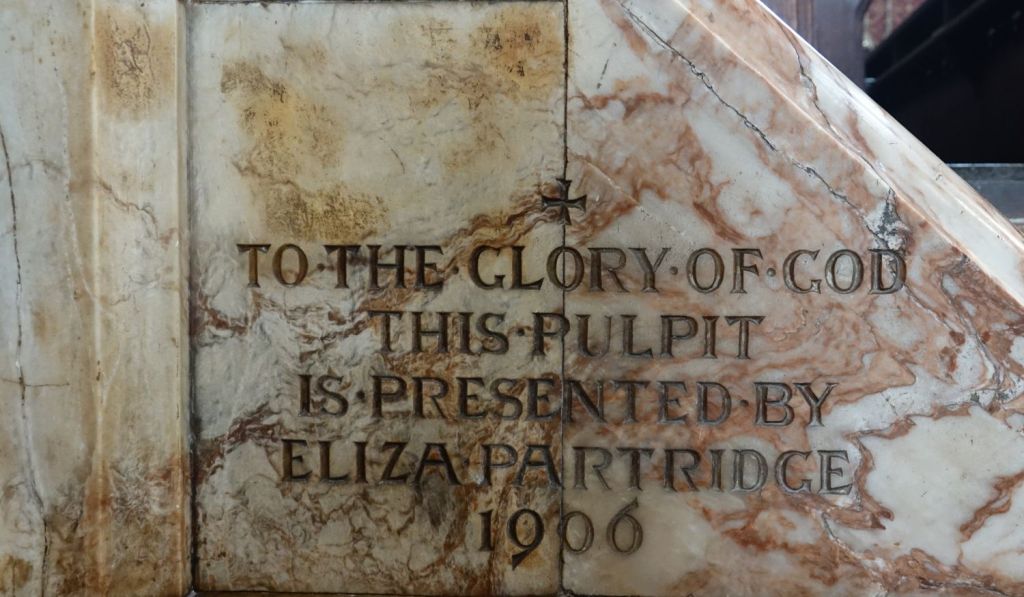 TO·THE·GLORY·OF·GOD
THIS·PULPIT
IS·PRESENTED·BY
ELIZA·PARTRIDGE
1906